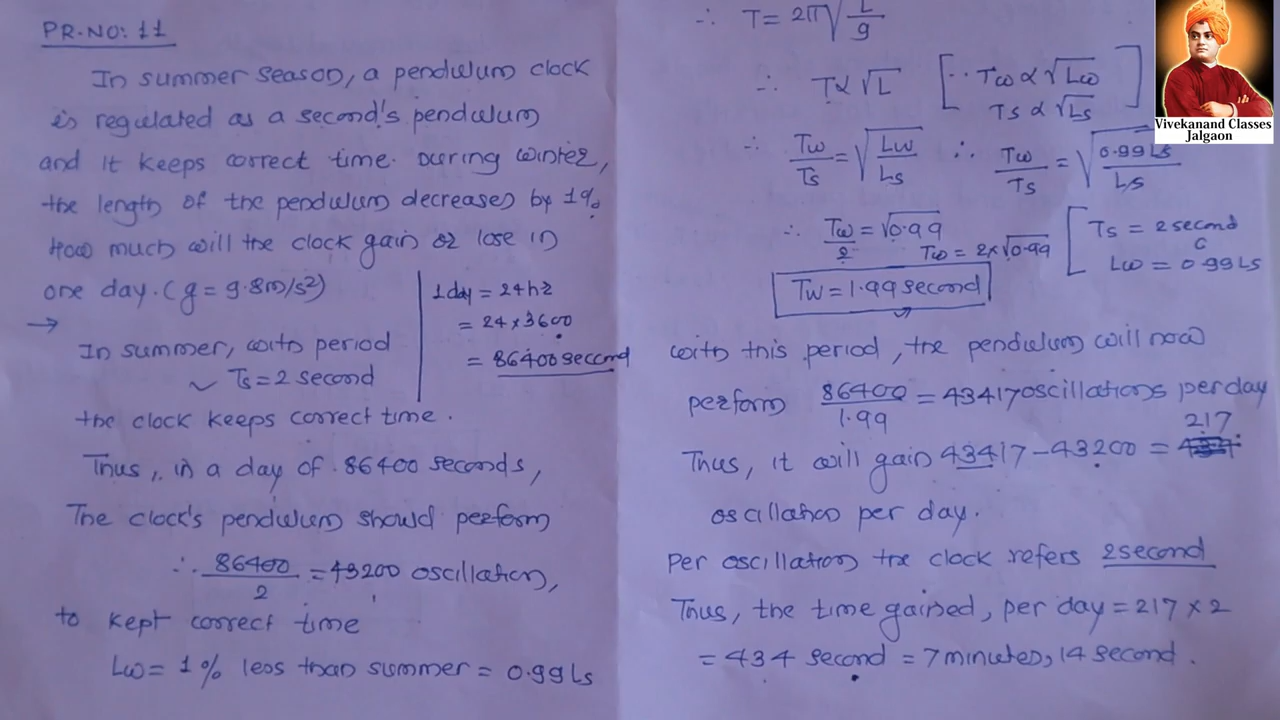 PR.NO: 11
In summer season, a pendulum clock
is regulated as a second's pendulum
and it keeps correct time. During winter,
the length of the pendulum decreases by 1%
How much will the clock gain or lose in
one day. (g = 9.8m/s²)
1 day = 24hr
= 24 × 3600
= 86400 second
→
In summer, with period
~ Ts = 2 second
the clock keeps correct time.
Thus, in a day of 86400 seconds,
The clock's pendulum should perform
∴ 86400/2 = 43200 oscillation,
to kept correct time
Lw = 1% less than summer = 0.99 Ls
∴ T = 2π√(L/g)
∴ T ∝ √L [∵ Tw ∝ √Lw
Ts ∝ √Ls]
∴ Tw/Ts = √(Lw/Ls) ∴ Tw/Ts = √(0.99Ls/Ls)
∴ Tw/2 = √0.99 Tw = 2×√0.99 [Ts = 2 second
Lw = 0.99 Ls
Tw = 1.99 second
with this period, the pendulum will now
perform 86400/1.99 = 43417 oscillations per day
Thus, it will gain 43417 - 43200 = 217
oscillation per day.
Per oscillation the clock refers 2 second
Thus, the time gained, per day = 217 × 2
= 434 second = 7 minutes, 14 second.
Vivekanand Classes
Jalgaon